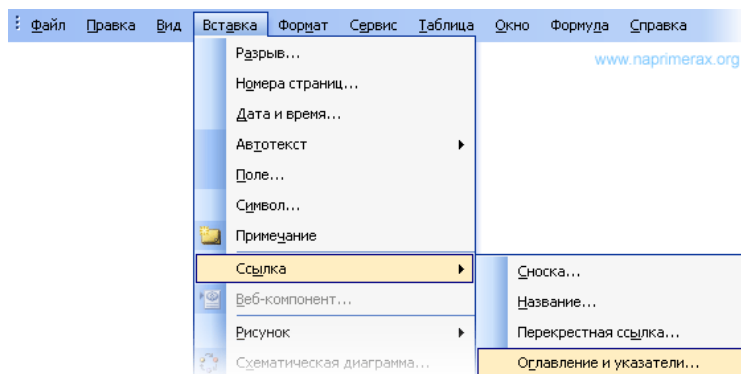 Файл Правка Вид Вставка Формат Сервис Таблица Окно Формула Справка
www.naprimerax.org
Разрыв...
Номера страниц...
Дата и время...
Автотекст
Поле...
Символ...
Примечание
Ссылка
Веб-компонент...
Рисунок
Схематическая диаграмма...
Сноска...
Название...
Перекрестная ссылка...
Оглавление и указатели...